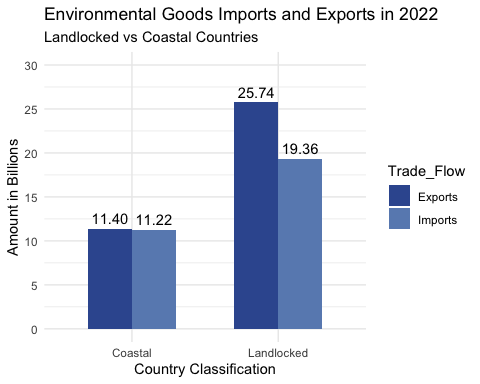 Environmental Goods Imports and Exports in 2022
Landlocked vs Coastal Countries
Amount in Billions
30
25
20
15
10
5
0
11.40
11.22
25.74
19.36
Coastal
Landlocked
Country Classification
Trade_Flow
Exports
Imports